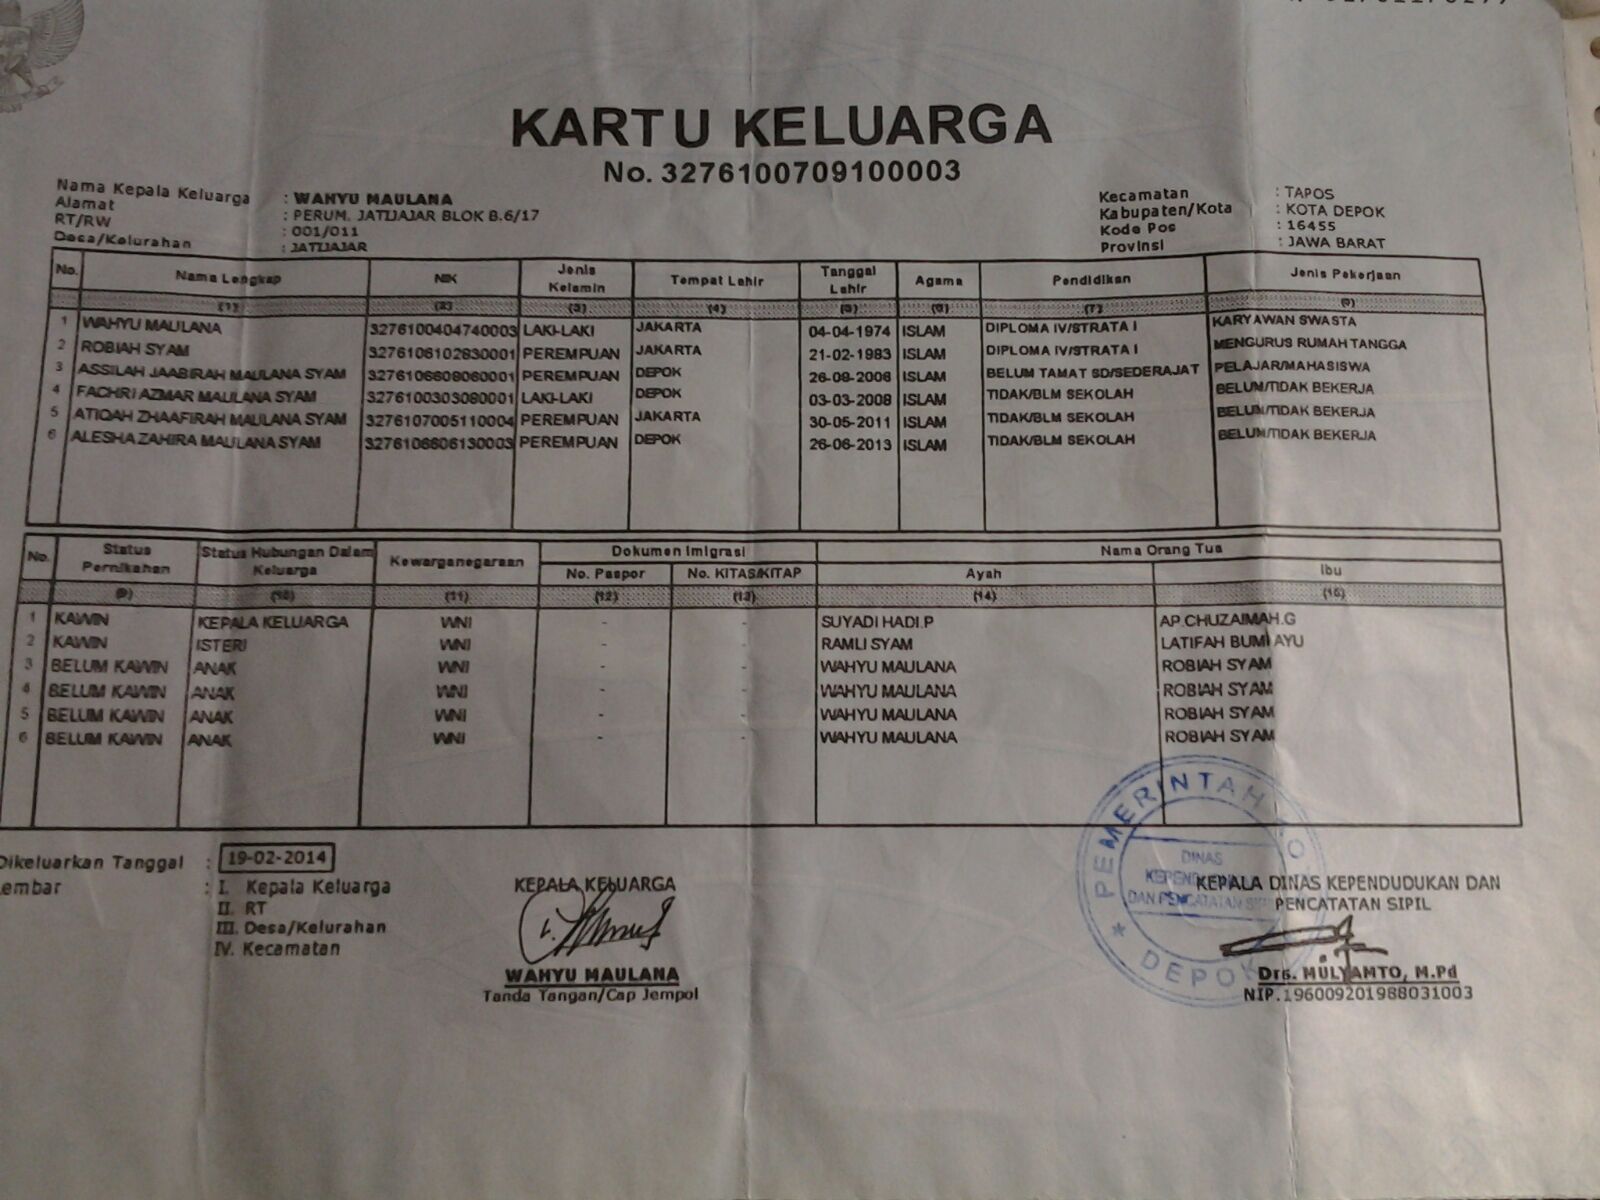 KARTU KELUARGA
No. 3276100709100003
Nama Kepala Keluarga : WAHYU MAULANA
Alamat : PERUM. JATIJAJAR BLOK B.6/17
RT/RW : 001/011
Desa/Kelurahan : JATIJAJAR
Kecamatan : TAPOS
Kabupaten/Kota : KOTA DEPOK
Kode Pos : 16455
Provinsi : JAWA BARAT
No. Nama Lengkap NIK Jenis Kelamin Tempat Lahir Tanggal Lahir Agama Pendidikan Jenis Pekerjaan
(1) (2) (3) (4) (5) (6) (7) (8)
1 WAHYU MAULANA 3276100404740003 LAKI-LAKI JAKARTA 04-04-1974 ISLAM DIPLOMA IV/STRATA I KARYAWAN SWASTA
2 ROBIAH SYAM 3276106102830001 PEREMPUAN JAKARTA 21-02-1983 ISLAM DIPLOMA IV/STRATA I MENGURUS RUMAH TANGGA
3 ASSILAH JAABIRAH MAULANA SYAM PEREMPUAN DEPOK ISLAM BELUM TAMAT SD/SEDERAJAT PELAJAR/MAHASISWA
4 FACHRI AZMAR MAULANA SYAM 3276100303080001 LAKI-LAKI DEPOK 03-03-2008 ISLAM TIDAK/BLM SEKOLAH BELUM/TIDAK BEKERJA
5 ATIQAH ZHAAFIRAH MAULANA SYAM 3276107005110004 PEREMPUAN JAKARTA 30-05-2011 ISLAM TIDAK/BLM SEKOLAH BELUM/TIDAK BEKERJA
6 ALESHA ZAHIRA MAULANA SYAM 3276106606130003 PEREMPUAN DEPOK 26-06-2013 ISLAM TIDAK/BLM SEKOLAH BELUM/TIDAK BEKERJA
No. Status Pernikahan Status Hubungan Dalam Keluarga Kewarganegaraan Dokumen Imigrasi Nama Orang Tua
No. Paspor No. KITAS/KITAP Ayah Ibu
(9) (10) (11) (12) (13) (14) (15)
1 KAWIN KEPALA KELUARGA WNI - - SUYADI HADI.P AP.CHUZAIMAH.G
2 KAWIN ISTERI WNI - - RAMLI SYAM LATIFAH BUMI AYU
3 BELUM KAWIN ANAK WNI - - WAHYU MAULANA ROBIAH SYAM
4 BELUM KAWIN ANAK WNI - - WAHYU MAULANA ROBIAH SYAM
5 BELUM KAWIN ANAK WNI - - WAHYU MAULANA ROBIAH SYAM
6 BELUM KAWIN ANAK WNI - - WAHYU MAULANA ROBIAH SYAM
Dikeluarkan Tanggal : 19-02-2014
: I. Kepala Keluarga
II. RT
III. Desa/Kelurahan
IV. Kecamatan
KEPALA KELUARGA
WAHYU MAULANA
Tanda Tangan/Cap Jempol
PEMERINTAH
DINAS
DEPOK
KEPALA DINAS KEPENDUDUKAN DAN
PENCATATAN SIPIL
Drs. MULYAMTO, M.Pd
NIP.196009201988031003